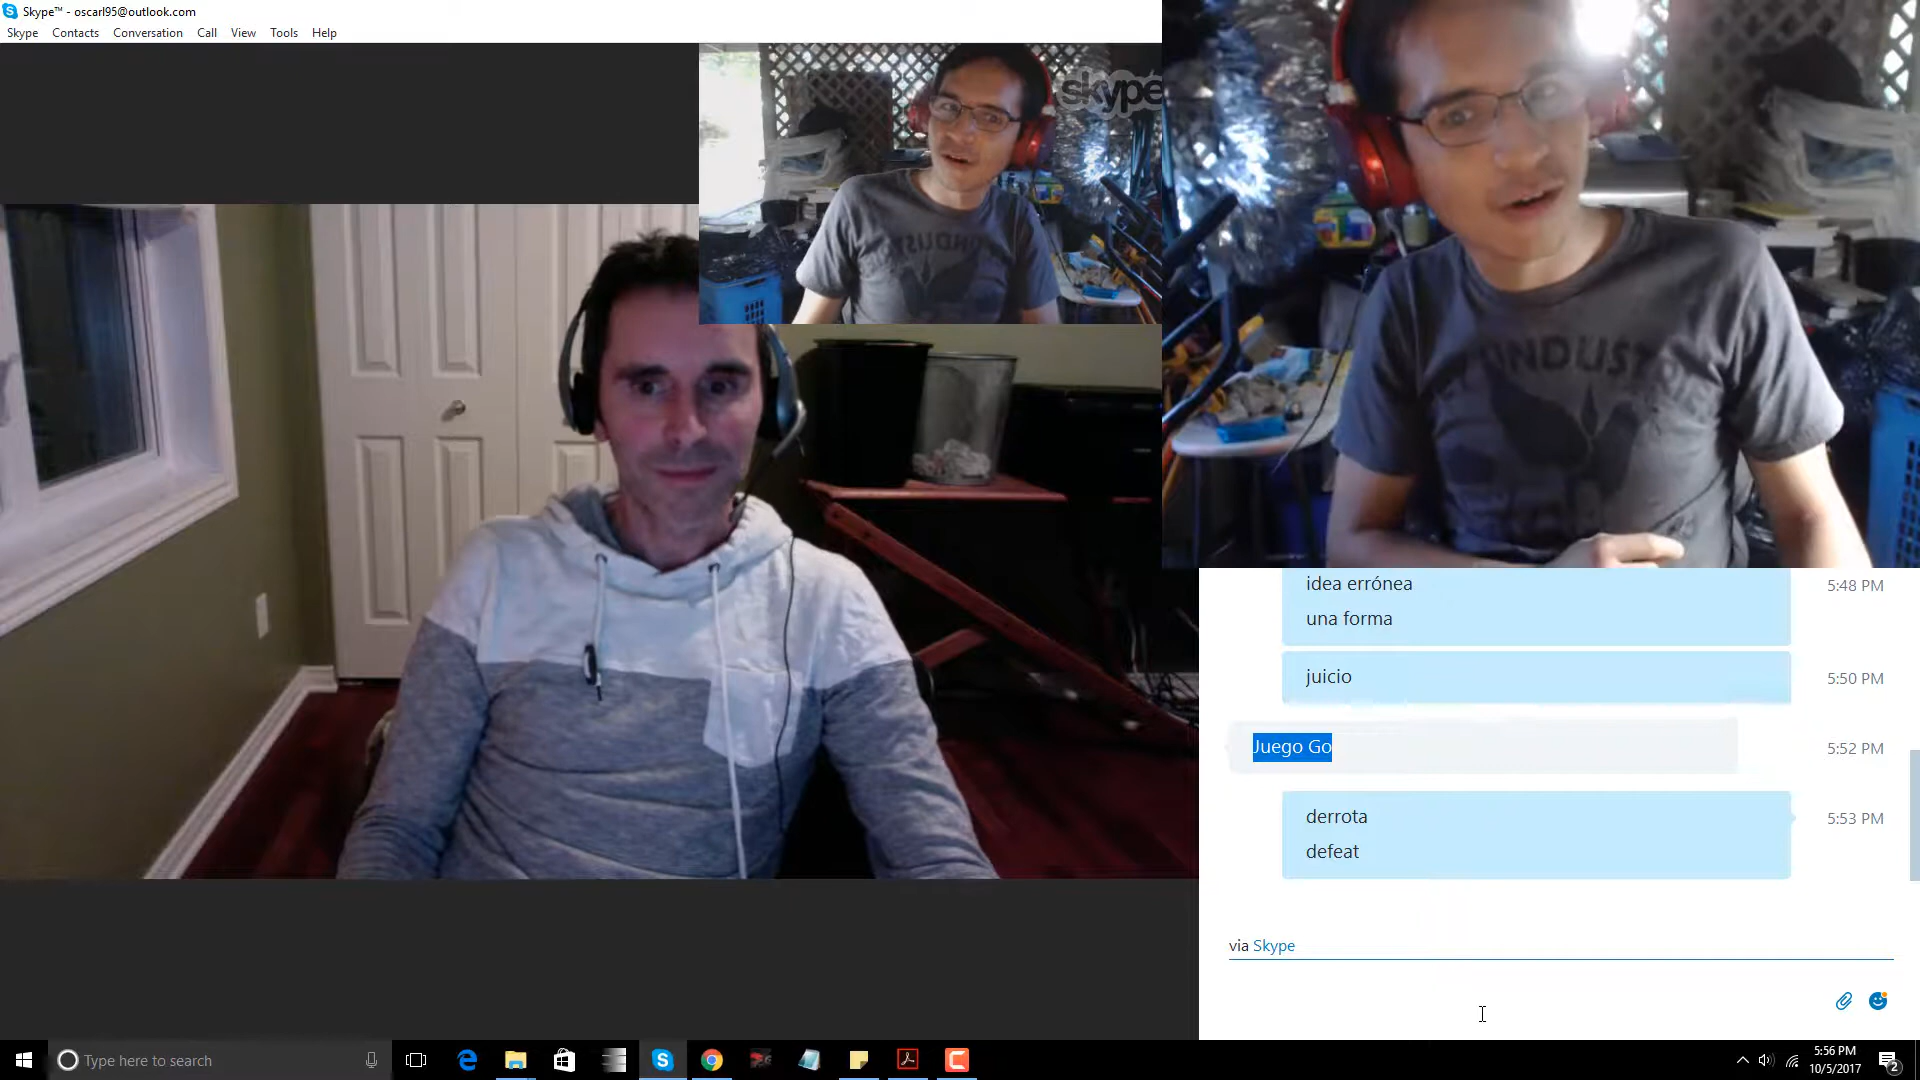 Skype™ - oscarl95@outlook.com
Skype Contacts Conversation Call View Tools Help
skype
idea errónea
una forma
5:48 PM
juicio
5:50 PM
Juego Go
5:52 PM
derrota
defeat
5:53 PM
via Skype
Type here to search
5:56 PM
10/5/2017
2